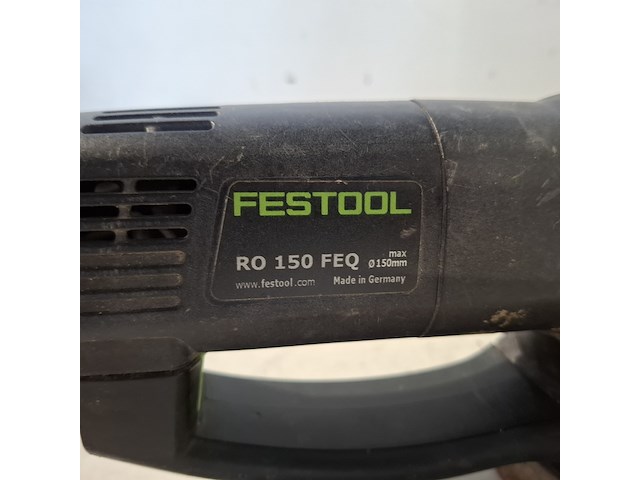 FESTOOL
RO 150 FEQ max Ø150mm
www.festool.com Made in Germany